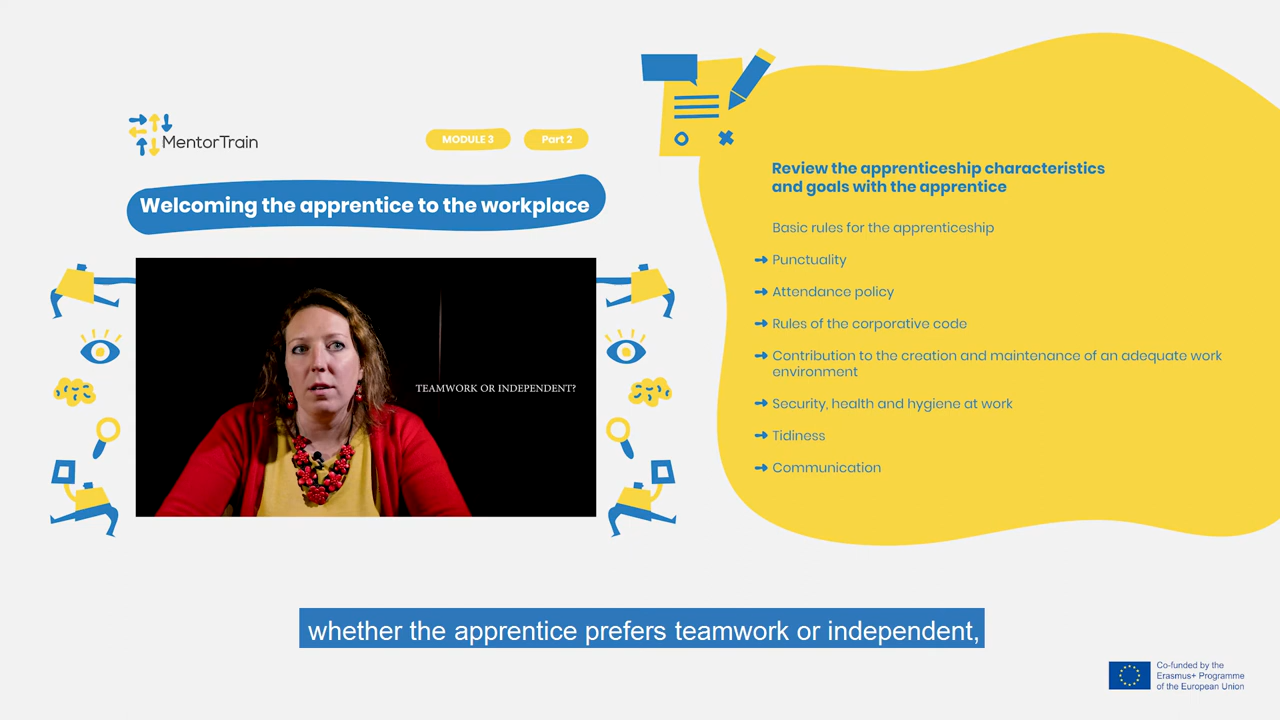 MentorTrain
MODULE 3
Part 2
Welcoming the apprentice to the workplace
TEAMWORK OR INDEPENDENT?
Review the apprenticeship characteristics
and goals with the apprentice
Basic rules for the apprenticeship
Punctuality
Attendance policy
Rules of the corporative code
Contribution to the creation and maintenance of an adequate work
environment
Security, health and hygiene at work
Tidiness
Communication
whether the apprentice prefers teamwork or independent,
Co-funded by the
Erasmus+ Programme
of the European Union